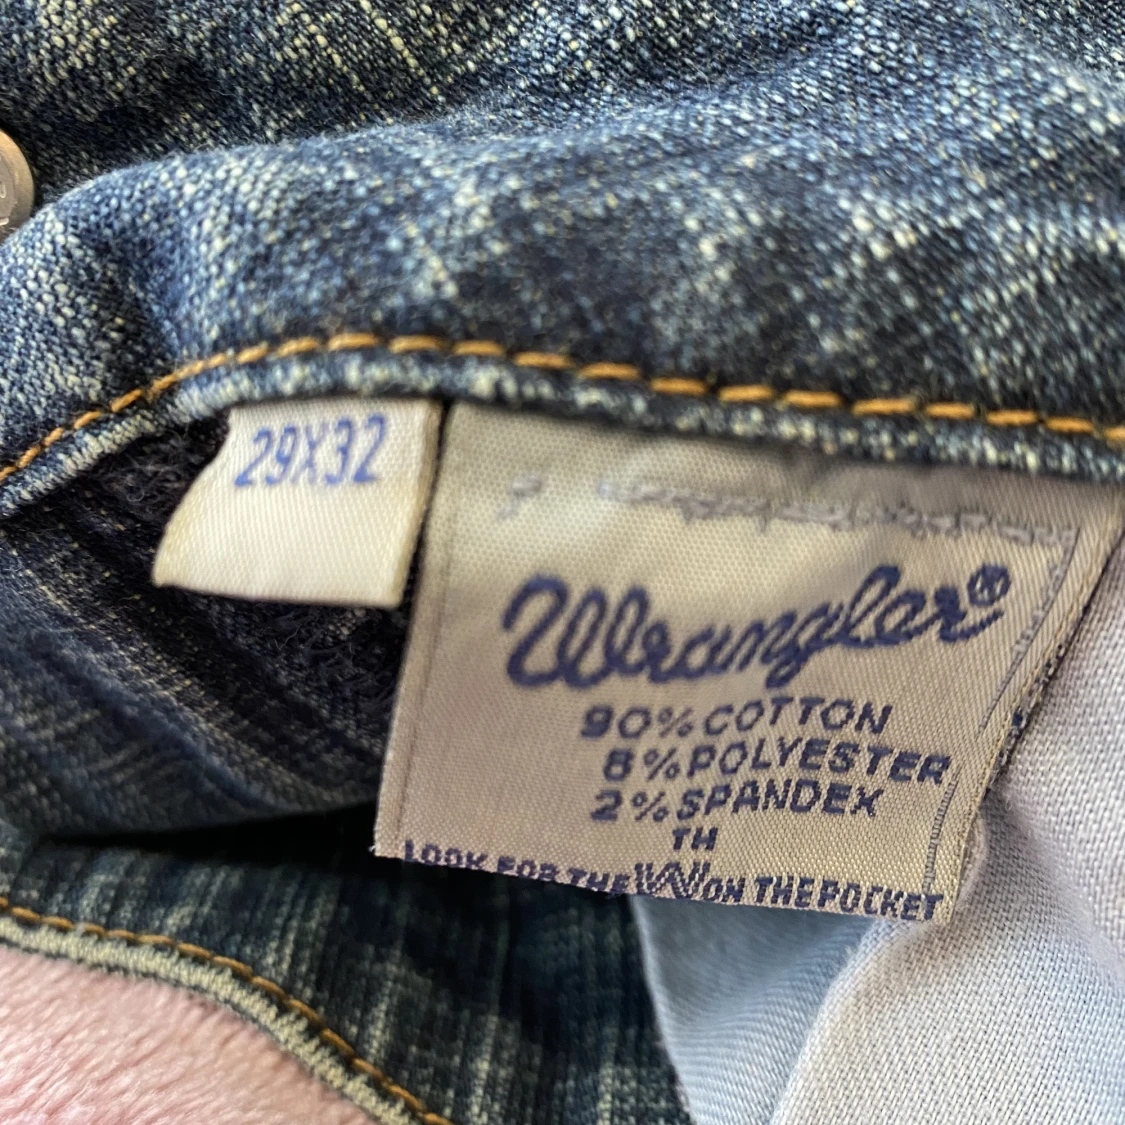 29X32
Wrangler®
90% COTTON
8% POLYESTER
2% SPANDEX
TH
LOOK FOR THE W ON THE POCKET